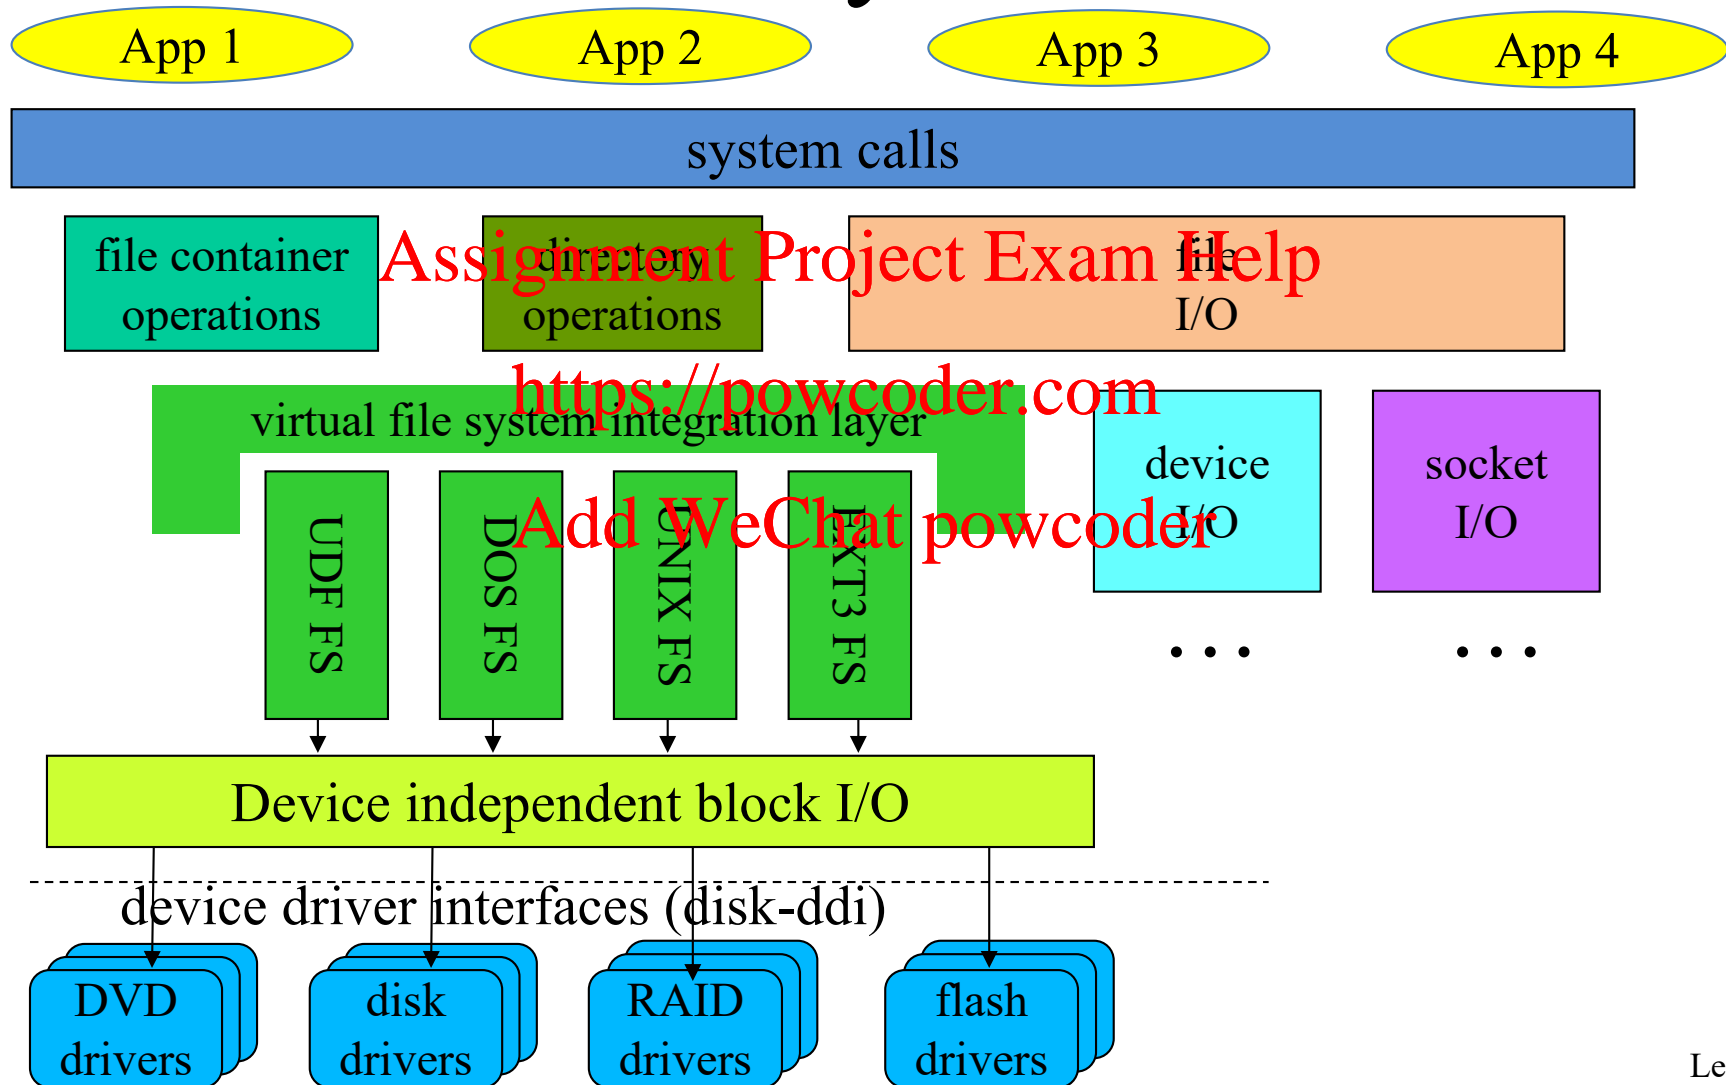 App 1
App 2
App 3
App 4
system calls
file container
operations
directory
operations
file
I/O
Assignment Project Exam Help
https://powcoder.com
virtual file system integration layer
device
I/O
socket
I/O
Add WeChat powcoder
UDF FS
DOS FS
UNIX FS
EXT3 FS
...
...
Device independent block I/O
device driver interfaces (disk-ddi)
DVD
drivers
disk
drivers
RAID
drivers
flash
drivers
Le